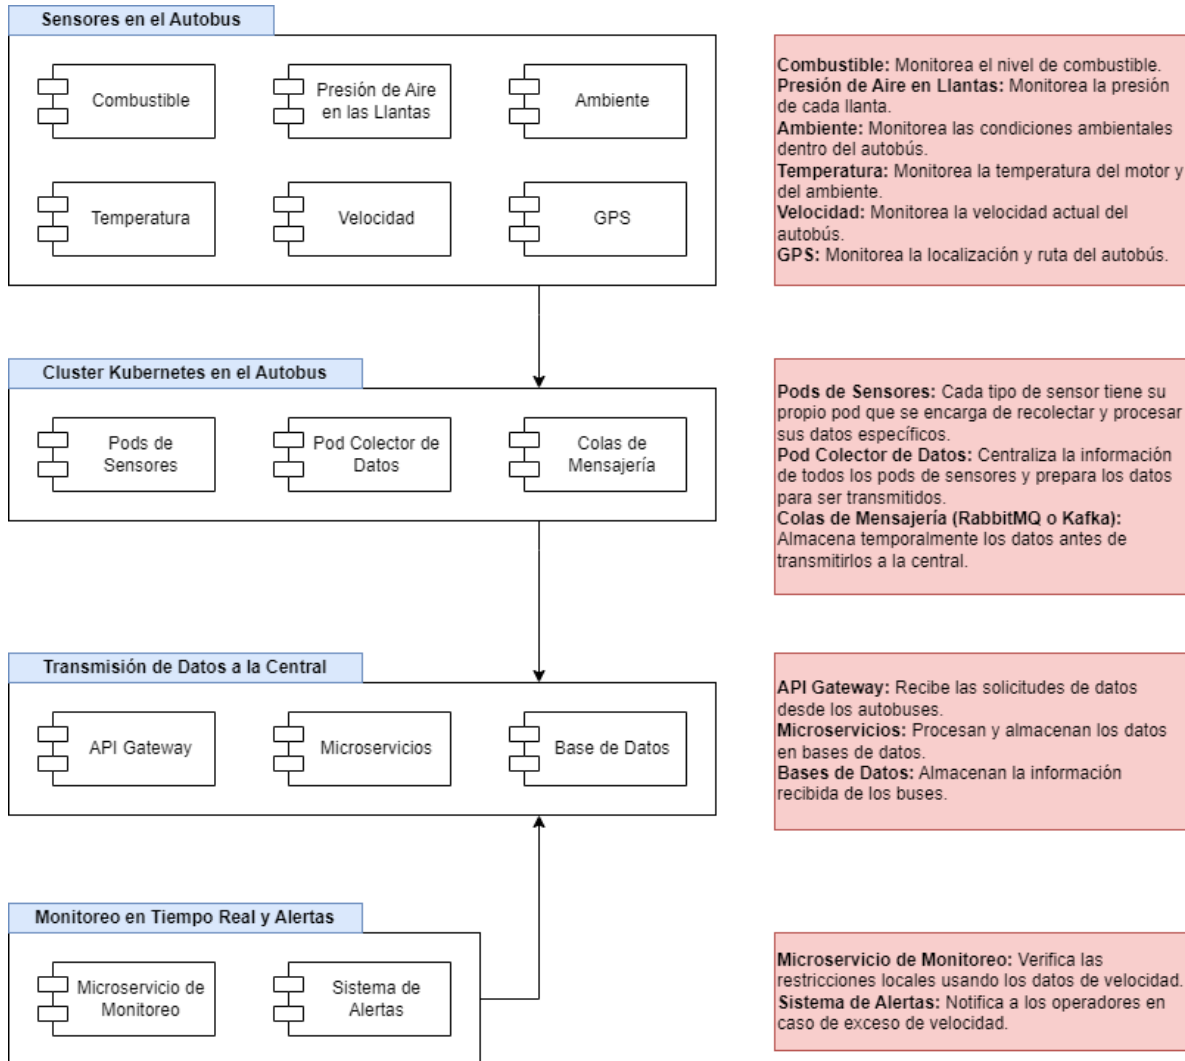 Sensores en el Autobus
Combustible
Presión de Aire
en las Llantas
Ambiente
Temperatura
Velocidad
GPS
Combustible: Monitorea el nivel de combustible.
Presión de Aire en Llantas: Monitorea la presión
de cada llanta.
Ambiente: Monitorea las condiciones ambientales
dentro del autobús.
Temperatura: Monitorea la temperatura del motor y
del ambiente.
Velocidad: Monitorea la velocidad actual del
autobús.
GPS: Monitorea la localización y ruta del autobús.
Cluster Kubernetes en el Autobus
Pods de
Sensores
Pod Colector de
Datos
Colas de
Mensajería
Pods de Sensores: Cada tipo de sensor tiene su
propio pod que se encarga de recolectar y procesar
sus datos específicos.
Pod Colector de Datos: Centraliza la información
de todos los pods de sensores y prepara los datos
para ser transmitidos.
Colas de Mensajería (RabbitMQ o Kafka):
Almacena temporalmente los datos antes de
transmitirlos a la central.
Transmisión de Datos a la Central
API Gateway
Microservicios
Base de Datos
API Gateway: Recibe las solicitudes de datos
desde los autobuses.
Microservicios: Procesan y almacenan los datos
en bases de datos.
Bases de Datos: Almacenan la información
recibida de los buses.
Monitoreo en Tiempo Real y Alertas
Microservicio de
Monitoreo
Sistema de
Alertas
Microservicio de Monitoreo: Verifica las
restricciones locales usando los datos de velocidad.
Sistema de Alertas: Notifica a los operadores en
caso de exceso de velocidad.